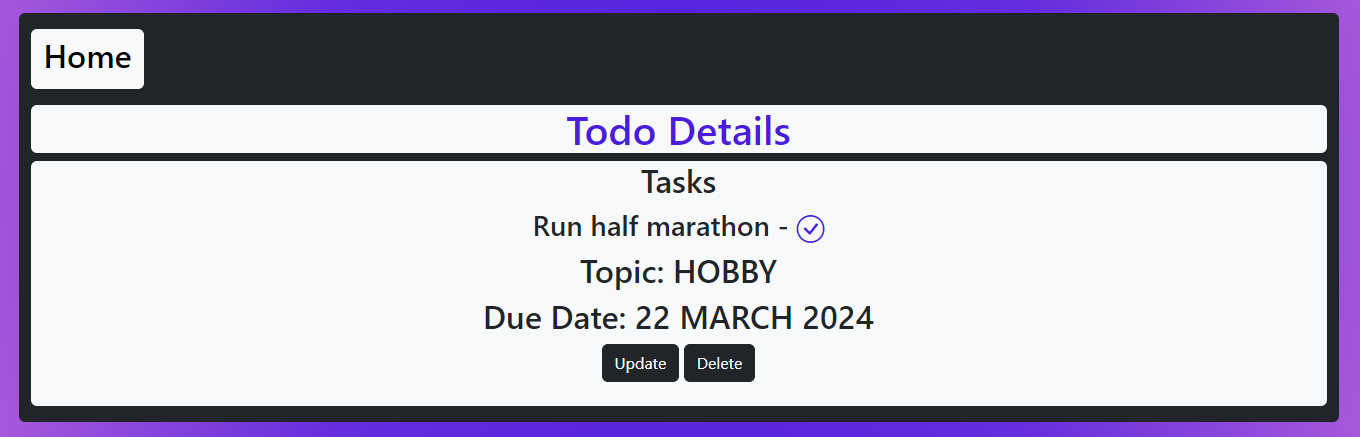 Home
Todo Details
Tasks
Run half marathon -
Topic: HOBBY
Due Date: 22 MARCH 2024
Update Delete